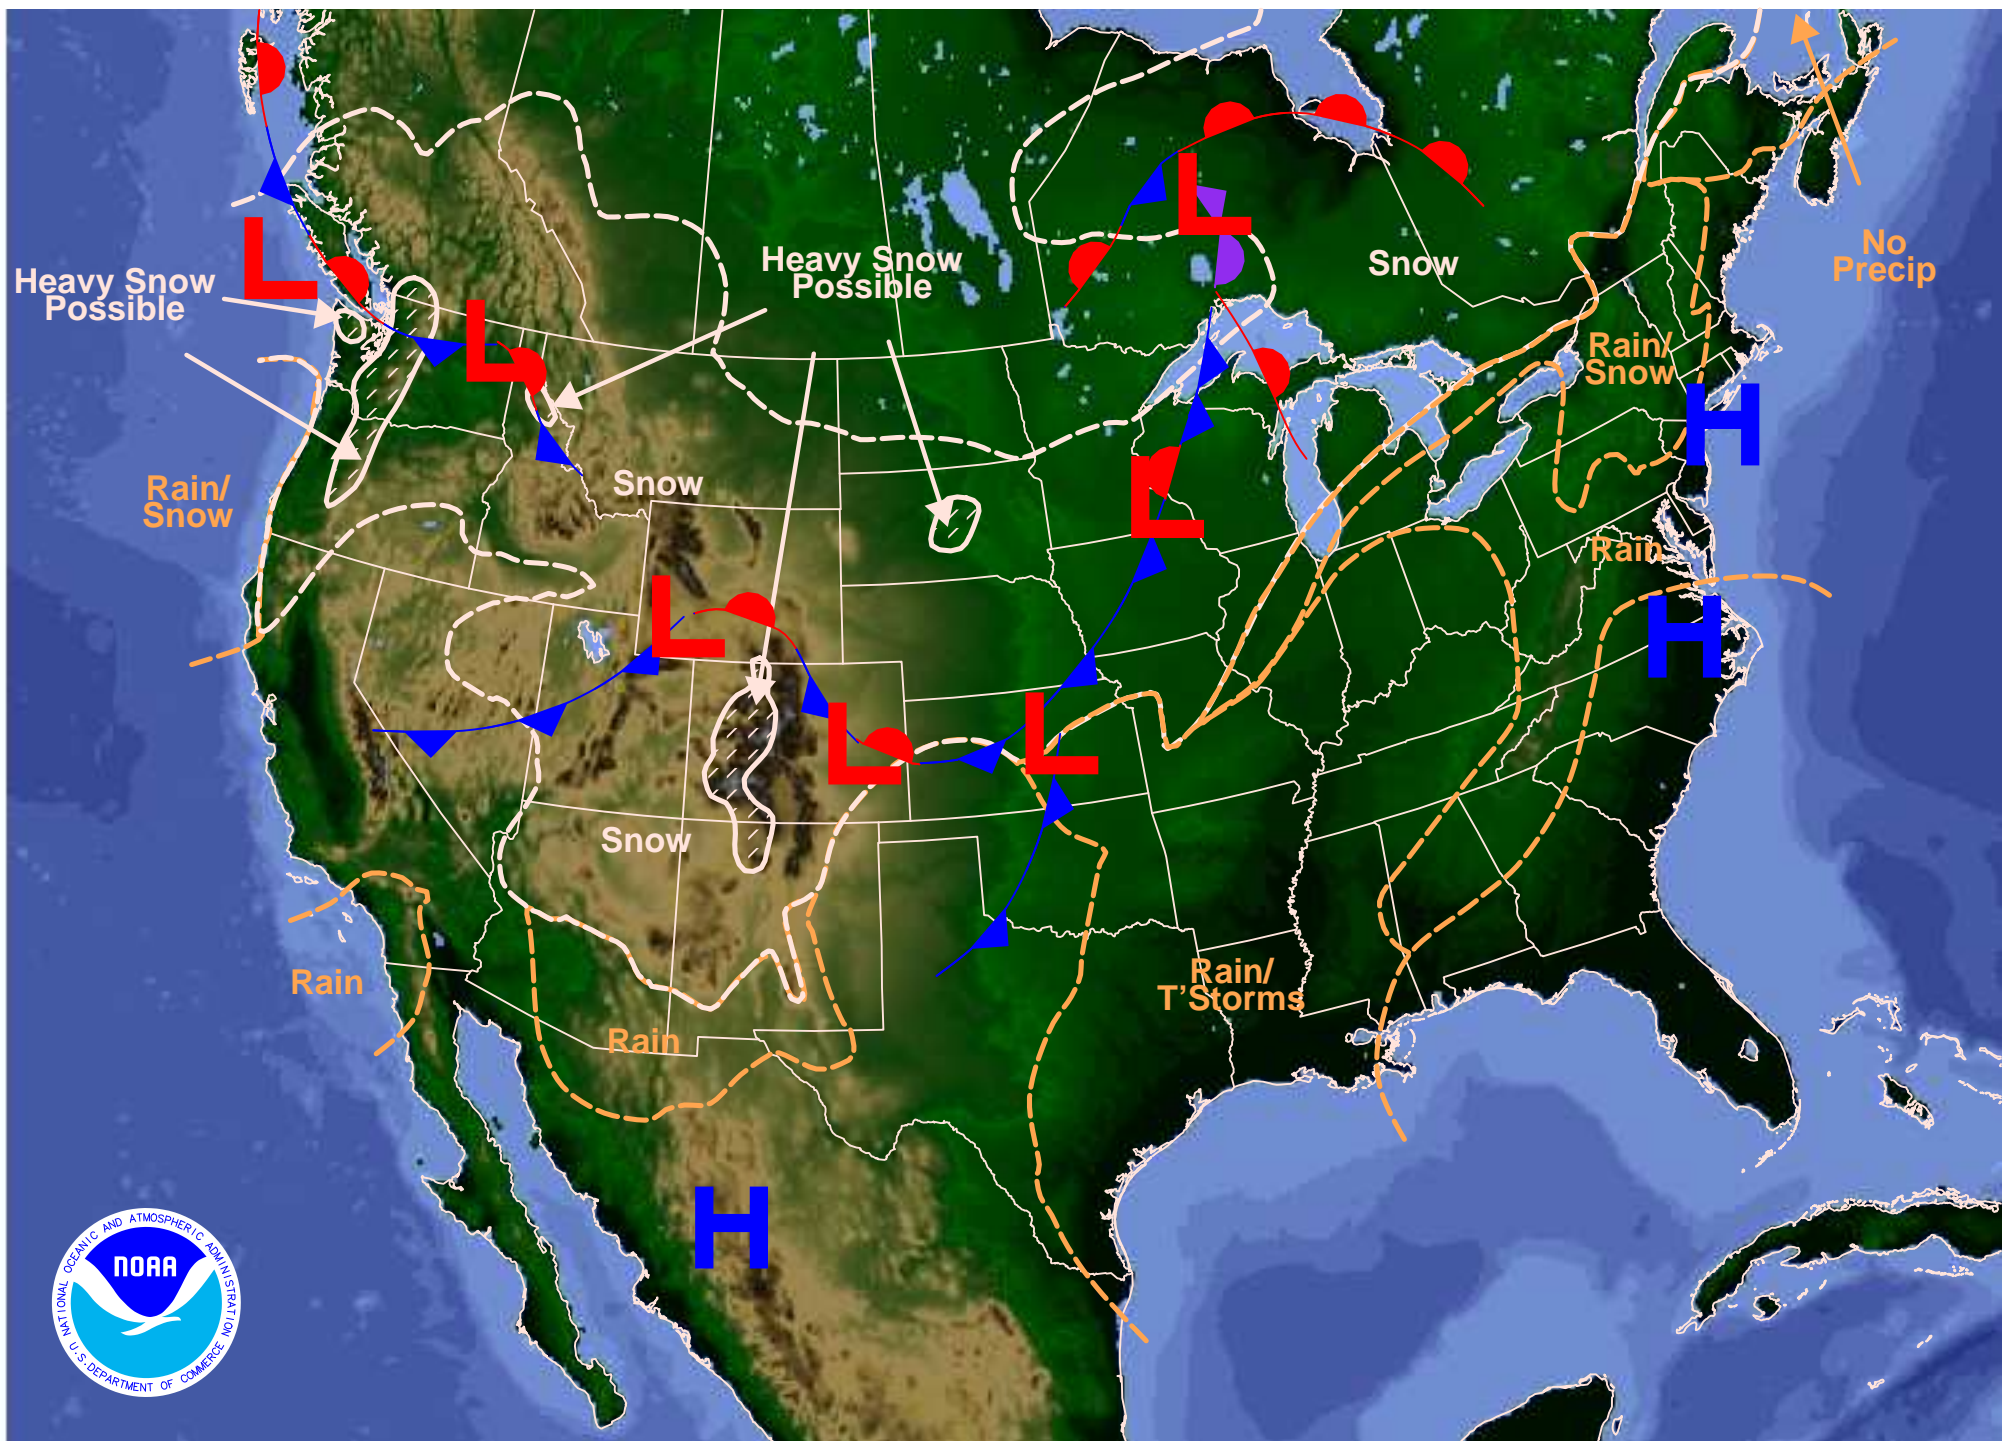 No
Precip
Heavy Snow
Possible
Heavy Snow
Possible
Snow
Rain/
Snow
Snow
Rain/
Snow
Rain
Snow
Rain
Rain/
T'Storms
Rain
L
L
L
L
L
L
L
H
H
H
NATIONAL OCEANIC AND ATMOSPHERIC ADMINISTRATION
NOAA
U.S. DEPARTMENT OF COMMERCE